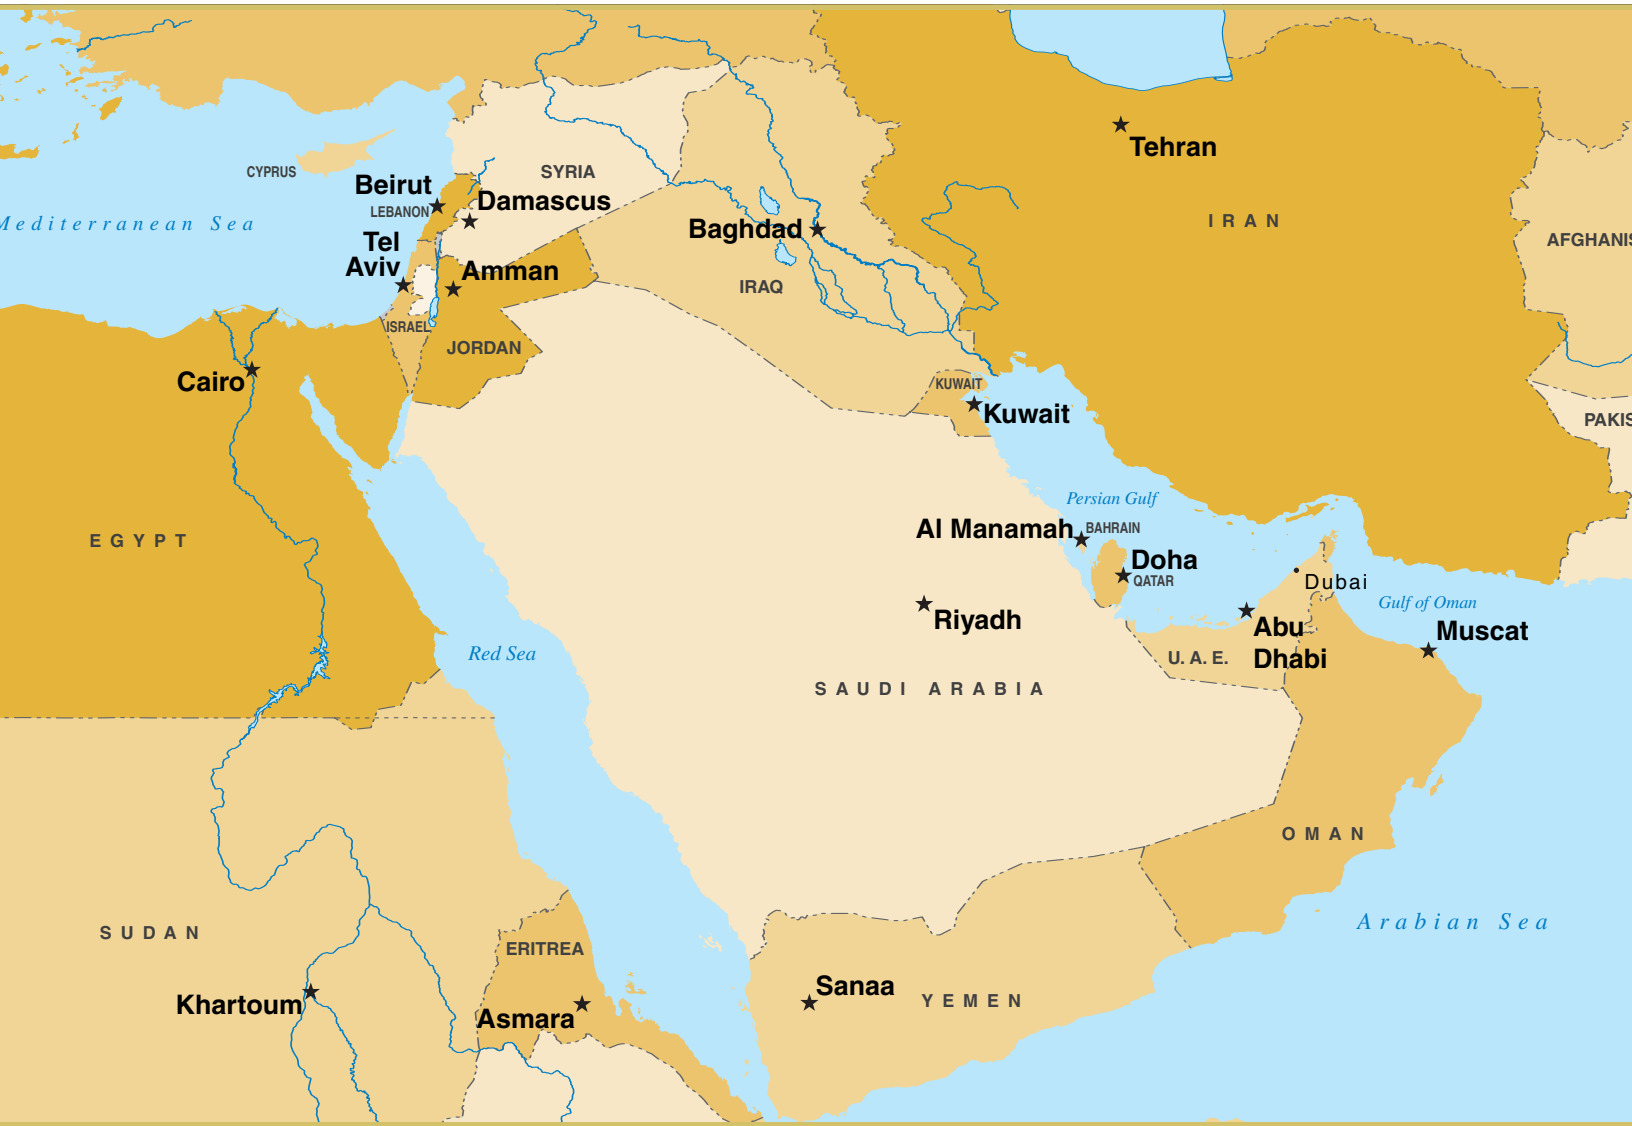 Tehran
CYPRUS
SYRIA
Beirut
LEBANON
Damascus
Mediterranean Sea
IRAN
Baghdad
AFGHANIS
Tel
Aviv
Amman
IRAQ
ISRAEL
JORDAN
Cairo
KUWAIT
Kuwait
PAKIS
Persian Gulf
Al Manamah
BAHRAIN
EGYPT
Doha
QATAR
Dubai
Gulf of Oman
Riyadh
Abu
Dhabi
Muscat
Red Sea
U.A.E.
SAUDI ARABIA
OMAN
Arabian Sea
SUDAN
ERITREA
Sanaa
YEMEN
Khartoum
Asmara